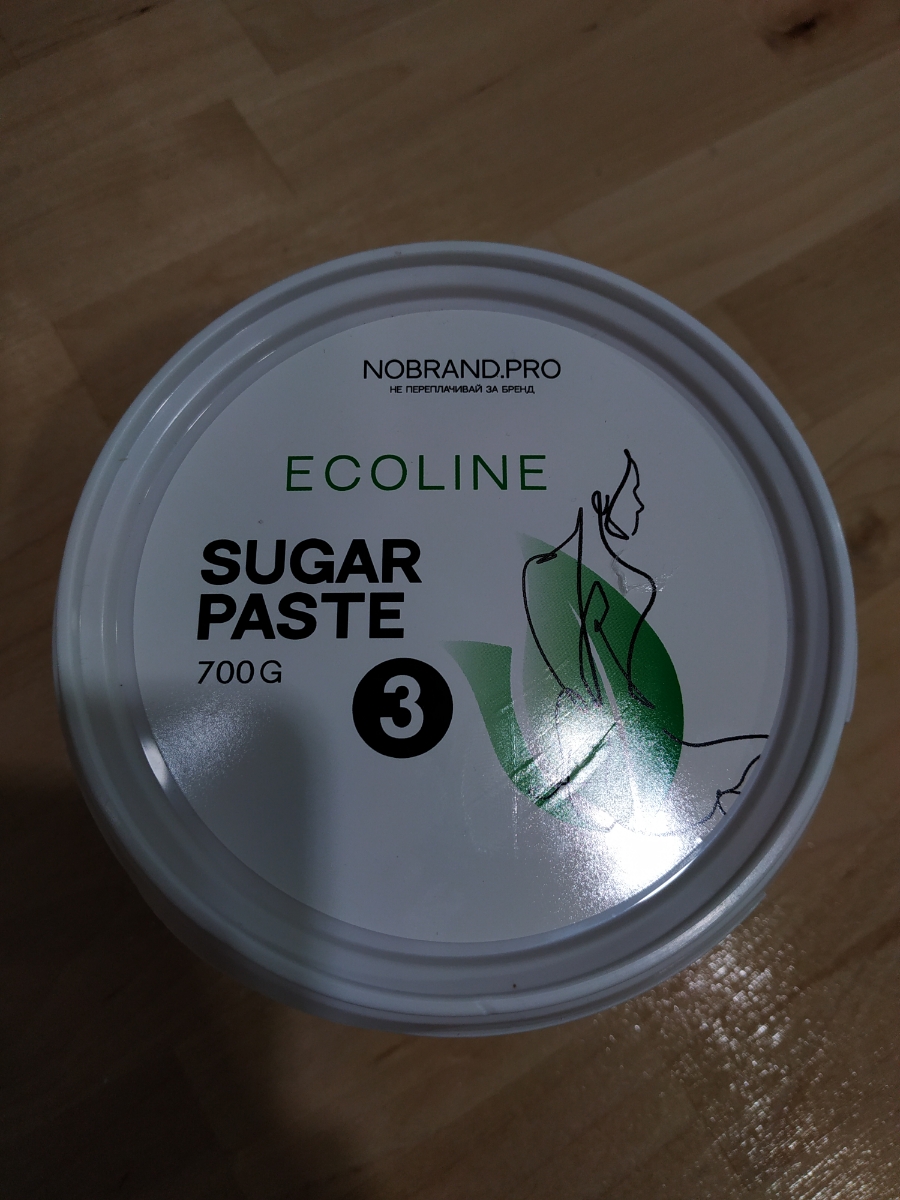 NOBRAND.PRO
НЕ ПЕРЕПЛАЧИВАЙ ЗА БРЕНД
ECOLINE
SUGAR
PASTE
700G
3